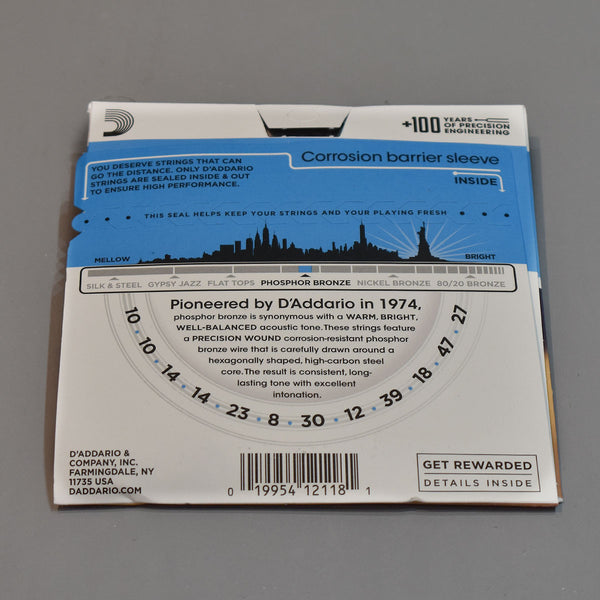 +100 YEARS
OF PRECISION
ENGINEERING
YOU DESERVE STRINGS THAT CAN
GO THE DISTANCE. ONLY D'ADDARIO
STRINGS ARE SEALED INSIDE & OUT
TO ENSURE HIGH PERFORMANCE.
Corrosion barrier sleeve
INSIDE
THIS SEAL HELPS KEEP YOUR STRINGS AND YOUR PLAYING FRESH
MELLOW
BRIGHT
SILK & STEEL GYPSY JAZZ FLAT TOPS PHOSPHOR BRONZE NICKEL BRONZE 80/20 BRONZE
Pioneered by D'Addario in 1974,
phosphor bronze is synonymous with a WARM, BRIGHT,
WELL-BALANCED acoustic tone. These strings feature
a PRECISION WOUND corrosion-resistant phosphor
bronze wire that is carefully drawn around a
hexagonally shaped, high-carbon steel
core. The result is consistent, long-
lasting tone with excellent
intonation.
10 • 10 • 14 • 14 • 23 • 8 • 30 • 12 • 39 • 18 • 47 • 27
D'ADDARIO &
COMPANY, INC.
FARMINGDALE, NY
11735 USA
DADDARIO.COM
0 19954 12118 1
GET REWARDED
DETAILS INSIDE